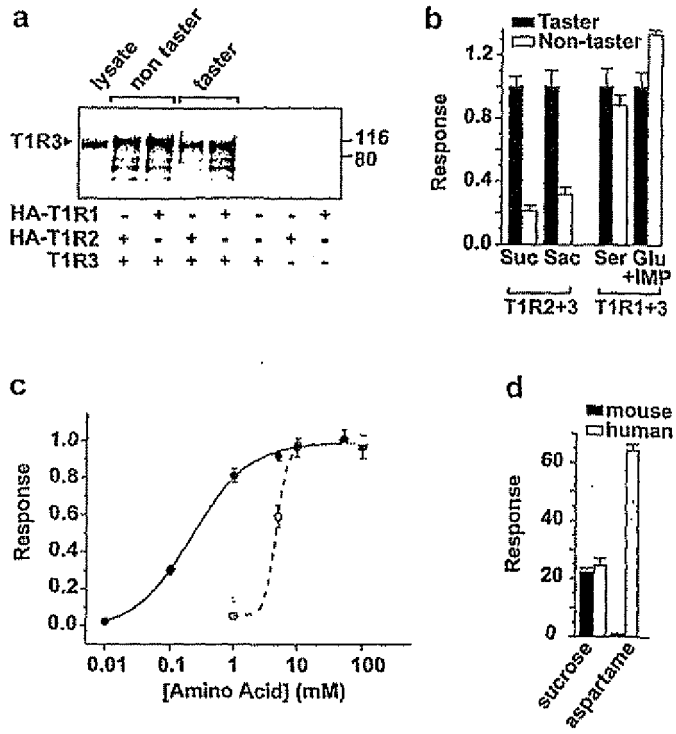 a
lysate
non taster
taster
T1R3
116
80
HA-T1R1 - + - + - - +
HA-T1R2 + - + - - + -
T1R3 + + + + + - -
b
Taster
Non-taster
Response
1.2
0.8
0.4
0.0
Suc Sac Ser Glu
+IMP
T1R2+3 T1R1+3
c
Response
1.0
0.8
0.6
0.4
0.2
0.0
0.01 0.1 1 10 100
[Amino Acid] (mM)
d
mouse
human
Response
60
40
20
0
sucrose
aspartame